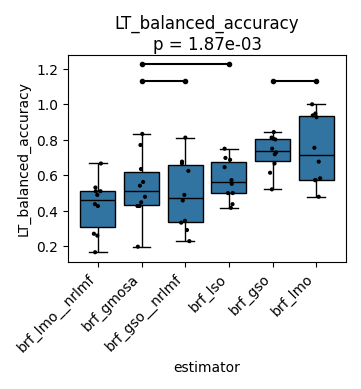 LT_balanced_accuracy
p = 1.87e-03
LT_balanced_accuracy
1.2
1.0
0.8
0.6
0.4
0.2
brf_lmo__nrlmf
brf_gmosa
brf_gso__nrlmf
brf_lso
brf_gso
brf_lmo
estimator